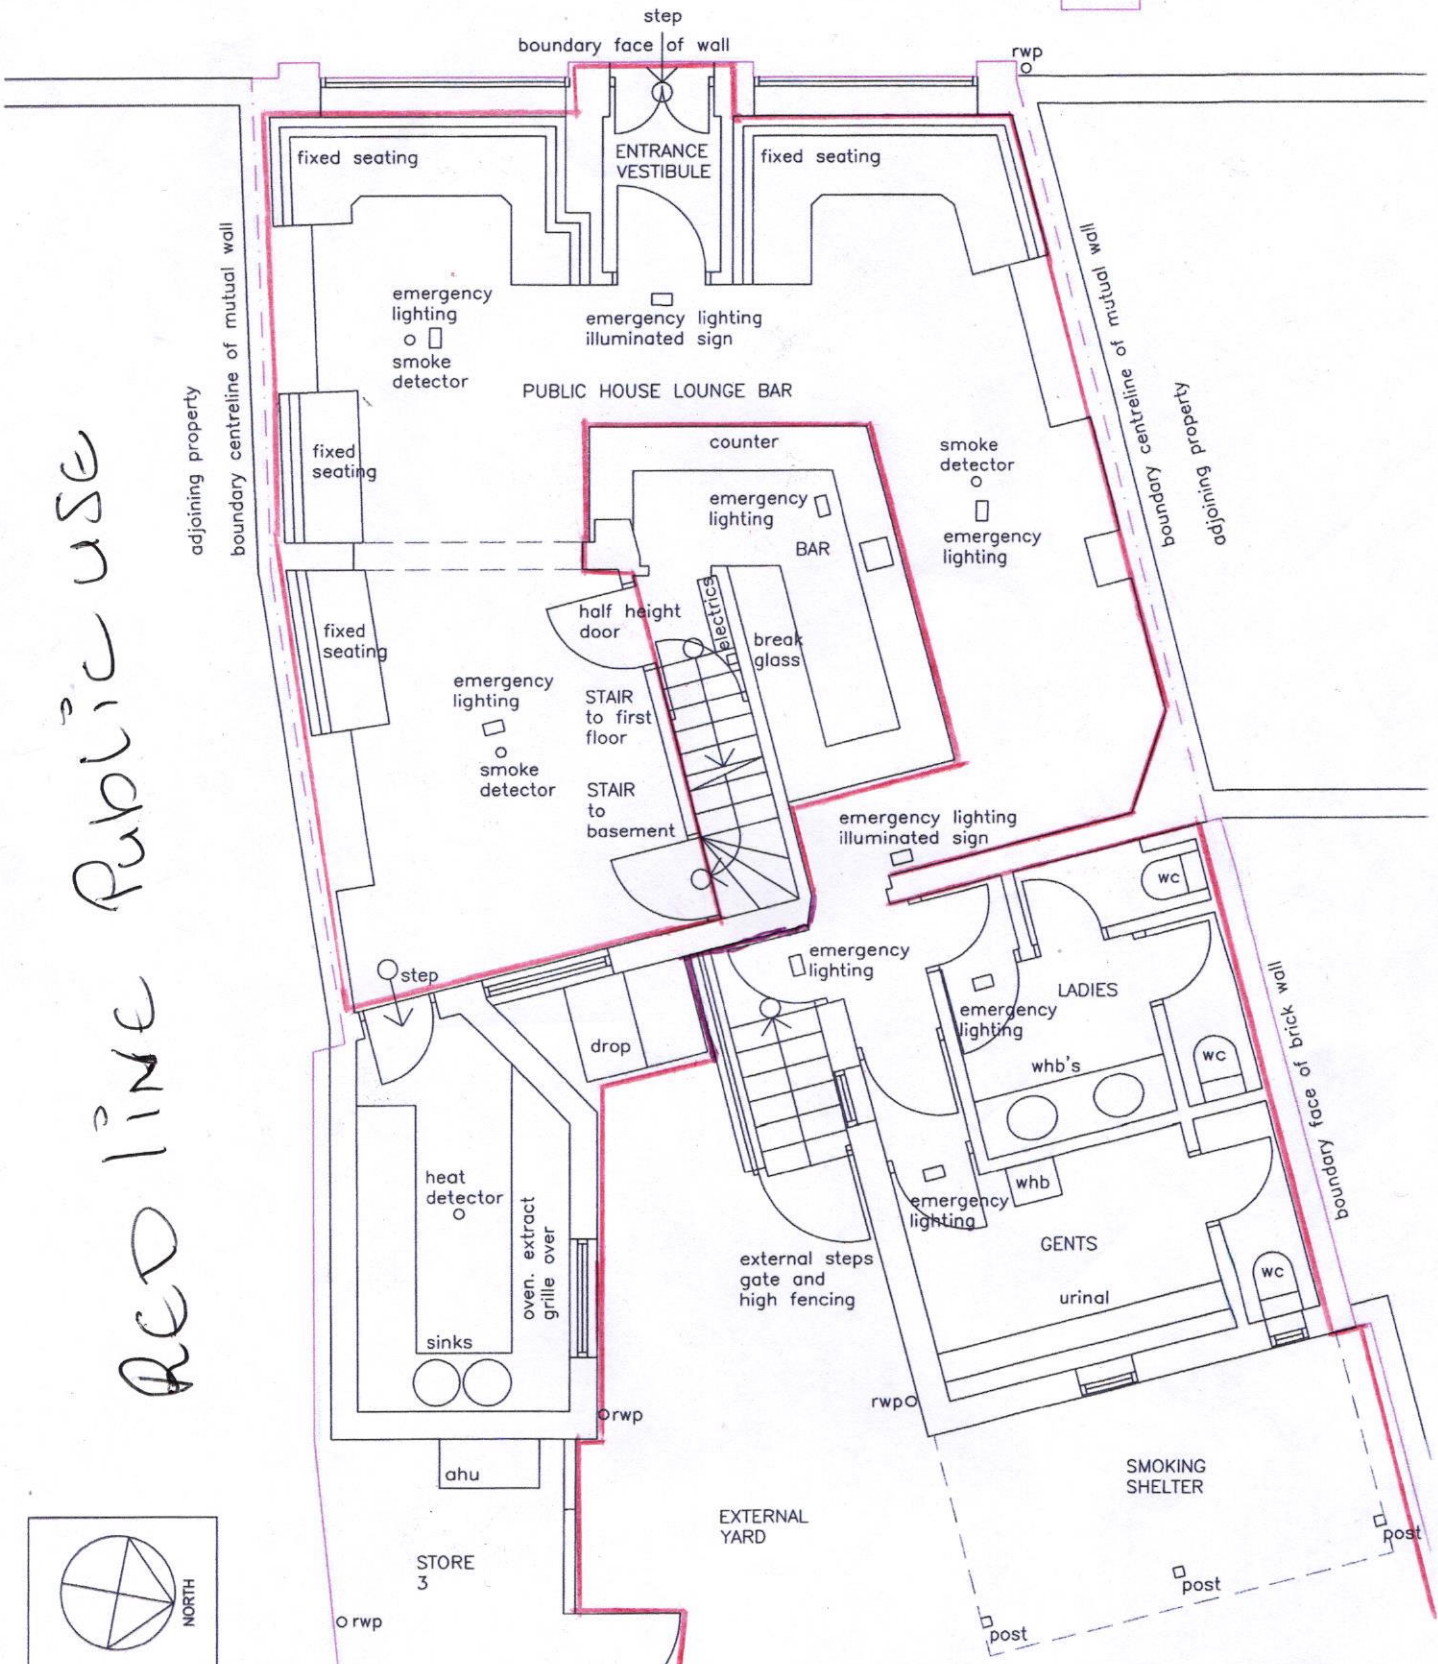 step
boundary face of wall
rwp
fixed seating
ENTRANCE
VESTIBULE
fixed seating
emergency
lighting
smoke
detector
emergency lighting
illuminated sign
PUBLIC HOUSE LOUNGE BAR
adjoining property
boundary centreline of mutual wall
boundary centreline of mutual wall
adjoining property
counter
fixed
seating
smoke
detector
emergency
lighting
emergency
lighting
BAR
electrics
half height
door
break
glass
fixed
seating
emergency
lighting
smoke
detector
STAIR
to first
floor
STAIR
to
basement
emergency lighting
illuminated sign
wc
step
emergency
lighting
LADIES
emergency
lighting
drop
whb's
wc
boundary face of brick wall
heat
detector
oven. extract
grille over
whb
emergency
lighting
external steps
gate and
high fencing
GENTS
wc
urinal
sinks
rwp
rwp
ahu
SMOKING
SHELTER
EXTERNAL
YARD
post
STORE
3
post
rwp
post
NORTH
RED liNE Public uSE